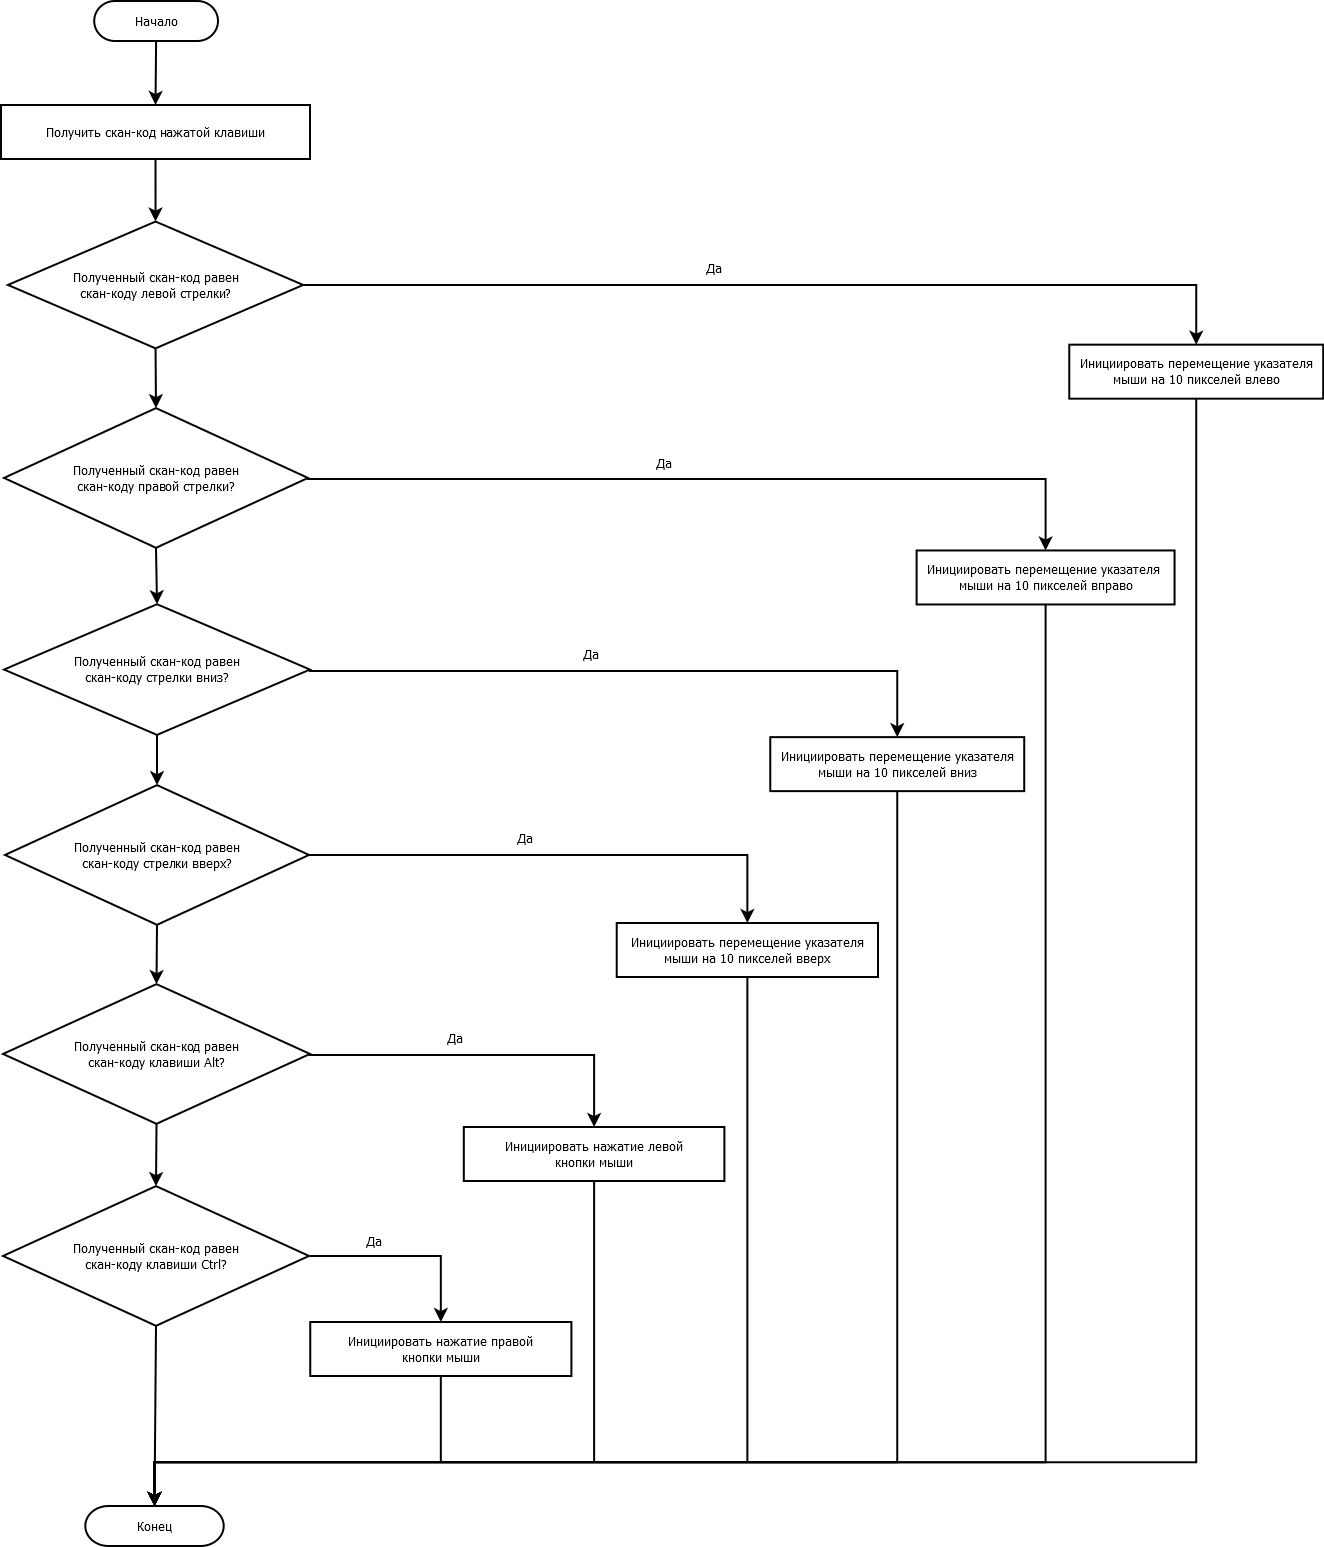 Начало
Получить скан-код нажатой клавиши
Полученный скан-код равен
скан-коду левой стрелки?
Да
Инициировать перемещение указателя
мыши на 10 пикселей влево
Полученный скан-код равен
скан-коду правой стрелки?
Да
Инициировать перемещение указателя
мыши на 10 пикселей вправо
Полученный скан-код равен
скан-коду стрелки вниз?
Да
Инициировать перемещение указателя
мыши на 10 пикселей вниз
Полученный скан-код равен
скан-коду стрелки вверх?
Да
Инициировать перемещение указателя
мыши на 10 пикселей вверх
Полученный скан-код равен
скан-коду клавиши Alt?
Да
Инициировать нажатие левой
кнопки мыши
Полученный скан-код равен
скан-коду клавиши Ctrl?
Да
Инициировать нажатие правой
кнопки мыши
Конец